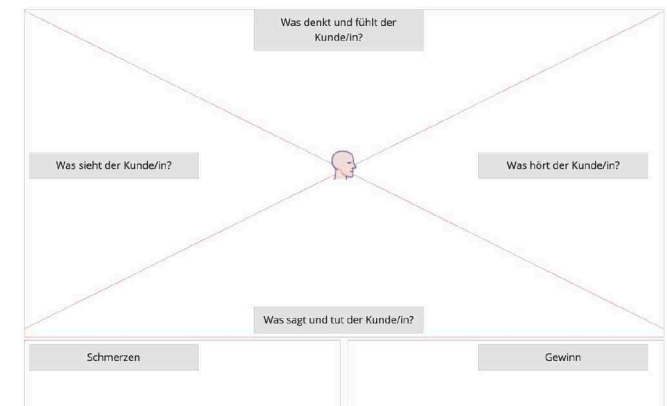 Was denkt und fühlt der
Kunde/in?
Was sieht der Kunde/in?
Was hört der Kunde/in?
Was sagt und tut der Kunde/in?
Schmerzen
Gewinn